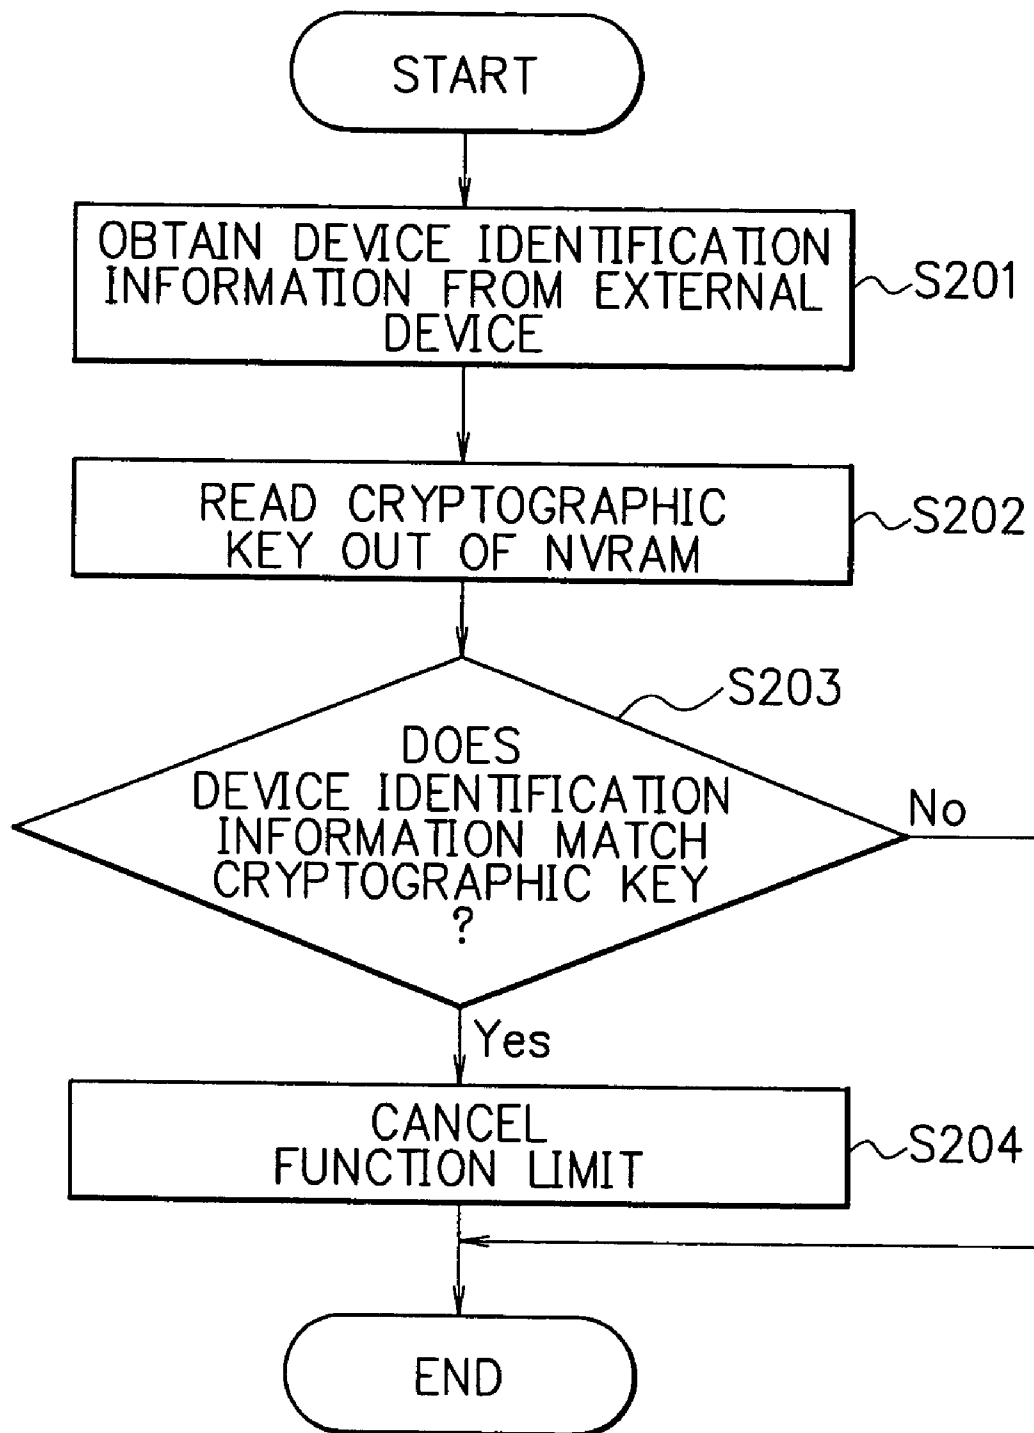 START
OBTAIN DEVICE IDENTIFICATION
INFORMATION FROM EXTERNAL
DEVICE
S201
READ CRYPTOGRAPHIC
KEY OUT OF NVRAM
S202
S203
DOES
DEVICE IDENTIFICATION
INFORMATION MATCH
CRYPTOGRAPHIC KEY
?
No
Yes
CANCEL
FUNCTION LIMIT
S204
END